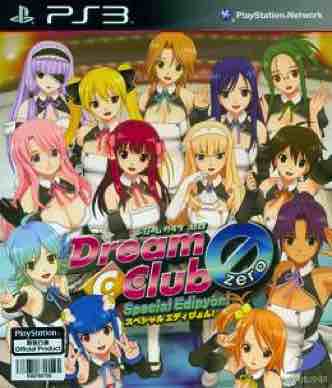 PS3
PlayStation Network
ドリーム クラブ ゼロ
Dream
@Club
zero
Special Edipyon!
スペシャル エディぴょん!
PlayStation
Official Product